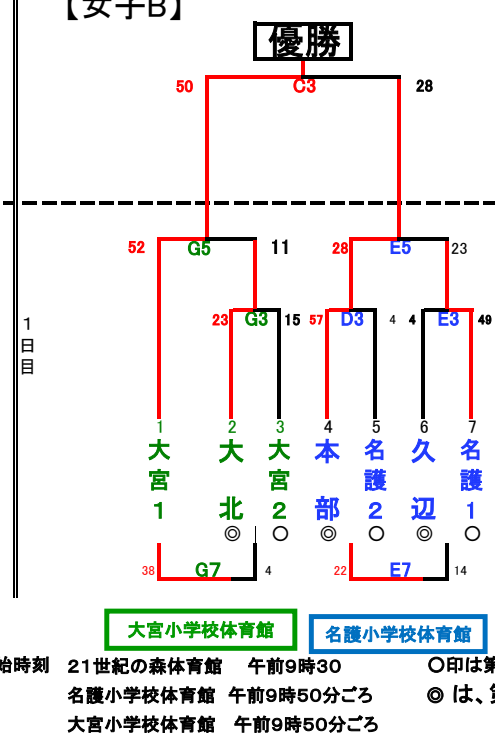 【女子B】
優勝
50 C3 28
52 G5 11 28 E5 23
23 G3 15 57 D3 4 4 E3 49
1日目
1 2 3 4 5 6 7
大宮1
大北
大宮2
本部
名護2
久辺
名護1
◎ 〇 ◎ 〇 ◎ 〇
38 G7 4 22 E7 14
大宮小学校体育館 名護小学校体育館
始時刻 21世紀の森体育館 午前9時30 〇印は第
名護小学校体育館 午前9時50分ごろ ◎ は、第
大宮小学校体育館 午前9時50分ごろ